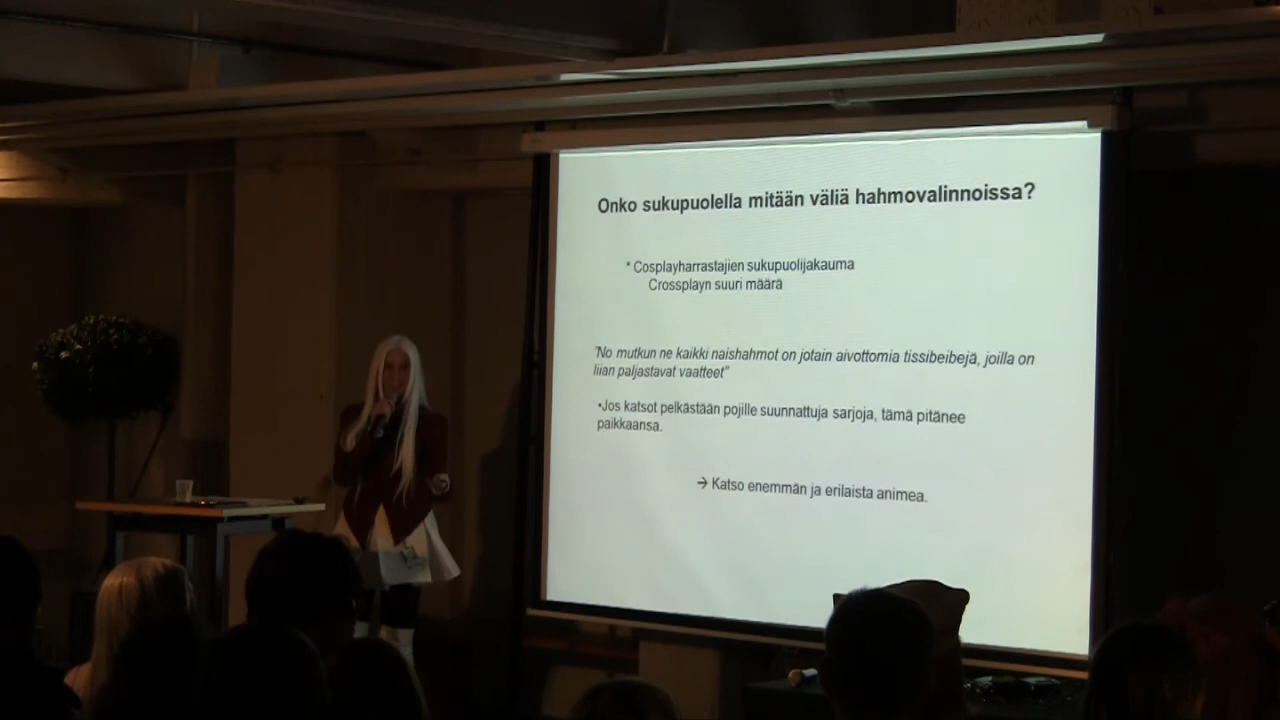 Onko sukupuolella mitään väliä hahmovalinnoissa?
* Cosplayharrastajien sukupuolijakauma
Crossplayn suuri määrä
"No mutkun ne kaikki naishahmot on jotain aivottomia tissibeibejä, joilla on
liian paljastavat vaatteet"
•Jos katsot pelkästään pojille suunnattuja sarjoja, tämä pitänee
paikkaansa.
→ Katso enemmän ja erilaista animea.